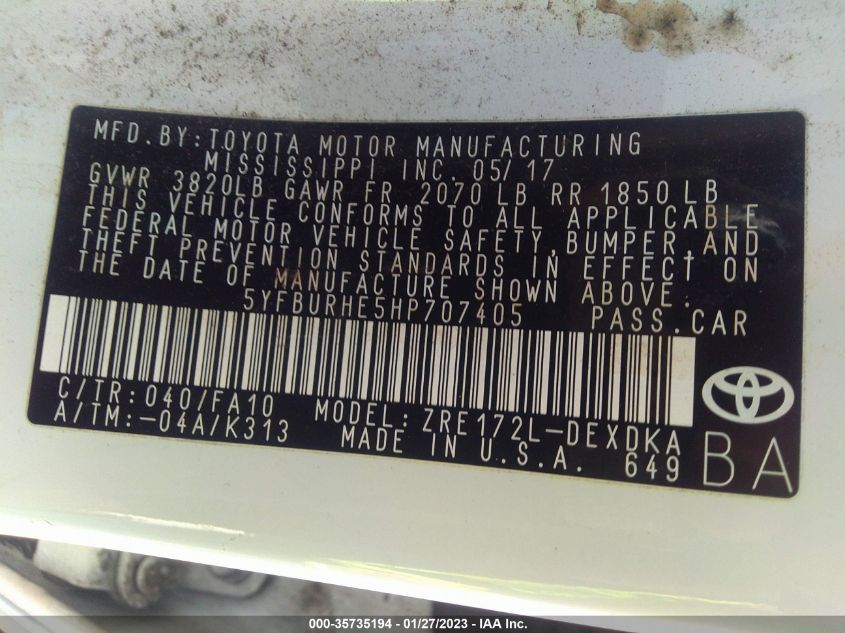 MFD.BY:TOYOTA MOTOR MANUFACTURING
MISSISSIPPI INC. 05/17
GVWR 3820LB GAWR FR 2070LB RR 1850LB
THIS VEHICLE CONFORMS TO ALL APPLICABLE
FEDERAL MOTOR VEHICLE SAFETY,BUMPER,AND
THEFT PREVENTION STANDARDS IN EFFECT ON
THE DATE OF MANUFACTURE SHOWN ABOVE.
5YFBURHE5HP707405 PASS.CAR
C/TR:040/FA10 MODEL:ZRE172L-DEXDKA
A/TM:-04A/K313 MADE IN U.S.A. 649
BA
000-35735194 - 01/27/2023 - IAA Inc.